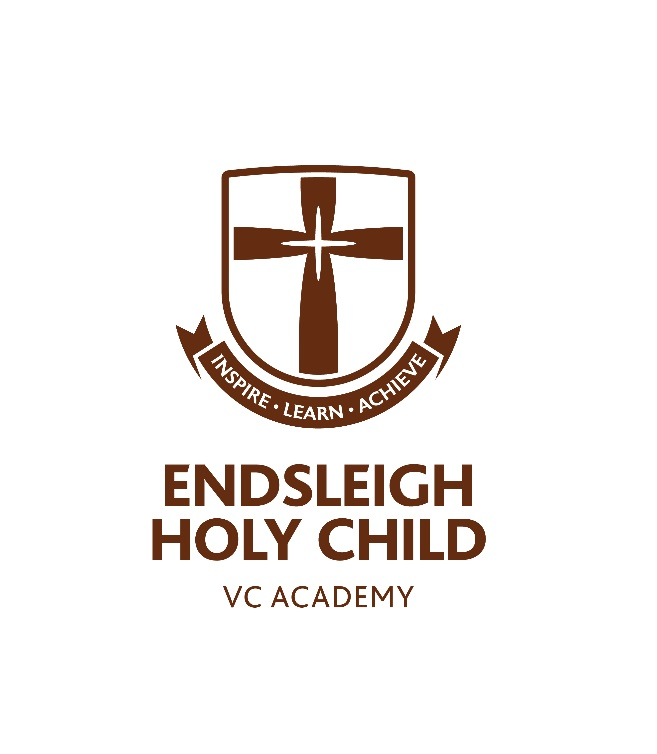 INSPIRE • LEARN • ACHIEVE
ENDSLEIGH
HOLY CHILD
VC ACADEMY